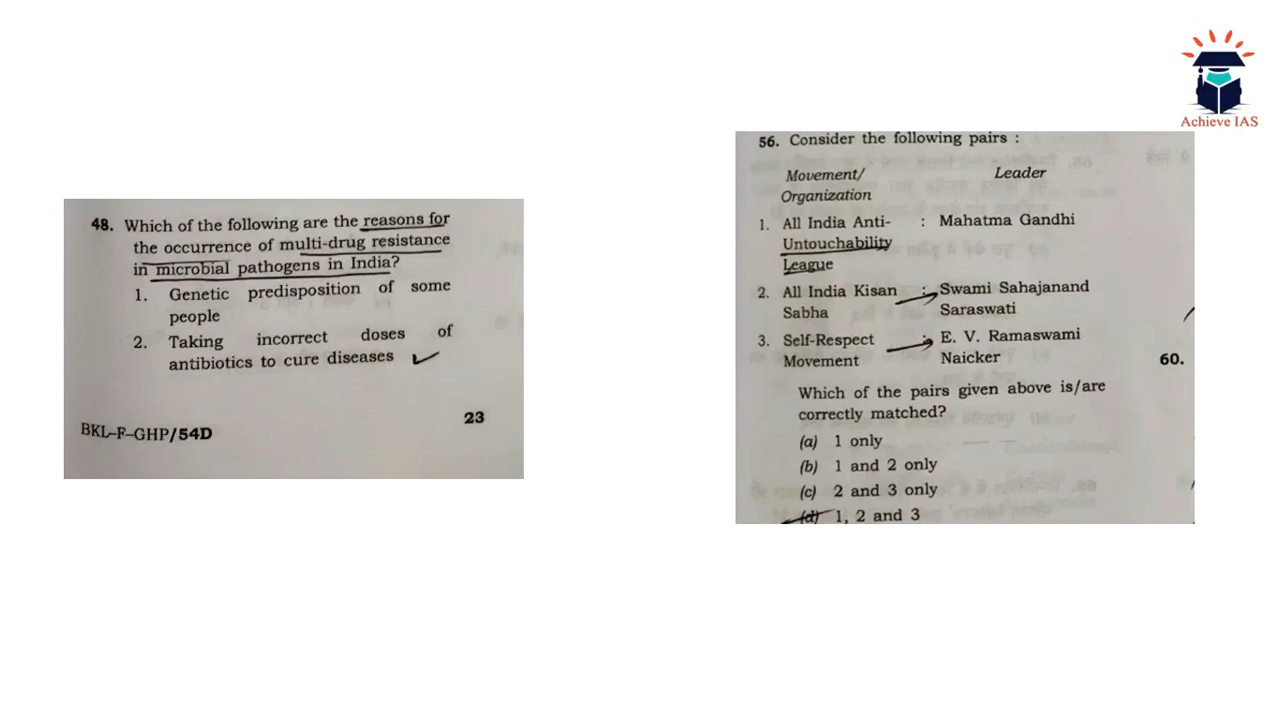 Achieve IAS
48. Which of the following are the reasons for
the occurrence of multi-drug resistance
in microbial pathogens in India?
1. Genetic predisposition of some
people
2. Taking incorrect doses of
antibiotics to cure diseases
23
BKL-F-GHP/54D
56. Consider the following pairs :
Movement/ Leader
Organization
1. All India Anti- : Mahatma Gandhi
Untouchability
League
2. All India Kisan : Swami Sahajanand
Sabha Saraswati
3. Self-Respect : E. V. Ramaswami
Movement Naicker
60.
Which of the pairs given above is/are
correctly matched?
(a) 1 only
(b) 1 and 2 only
(c) 2 and 3 only
(d) 1, 2 and 3